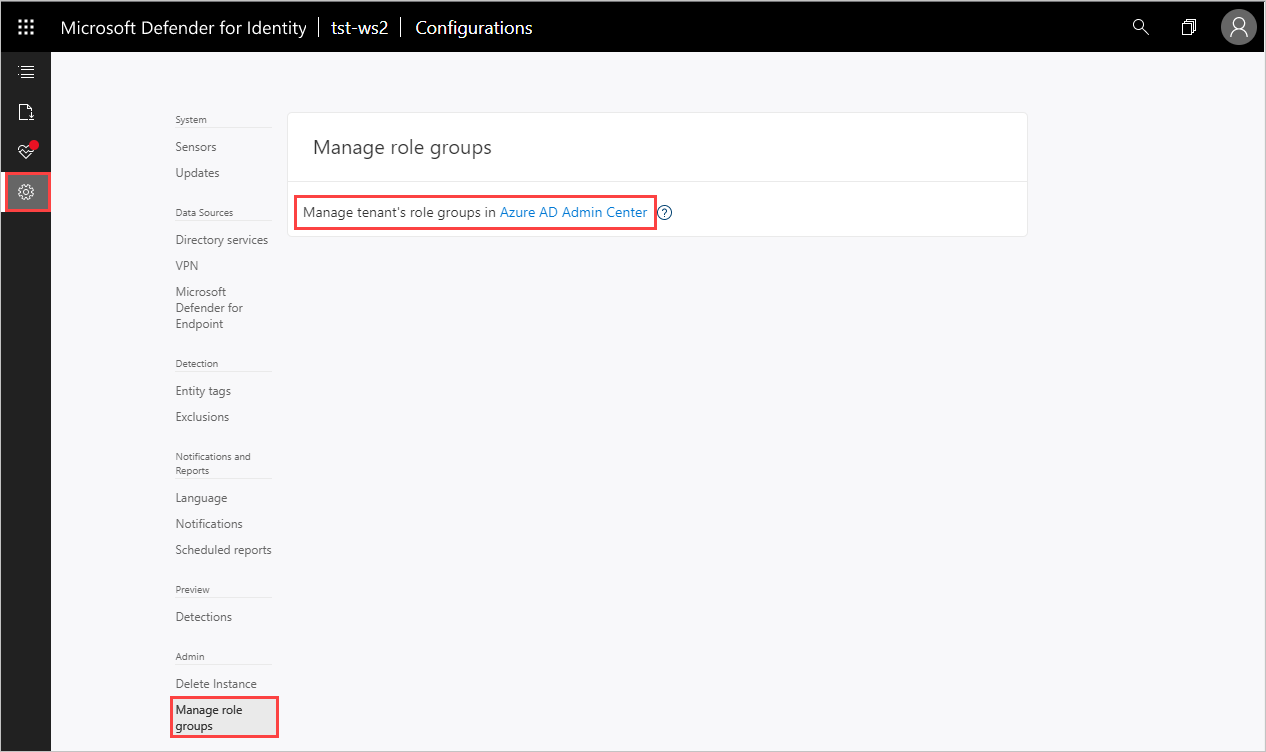 Microsoft Defender for Identity | tst-ws2 | Configurations
System
Sensors
Updates
Data Sources
Directory services
VPN
Microsoft
Defender for
Endpoint
Detection
Entity tags
Exclusions
Notifications and
Reports
Language
Notifications
Scheduled reports
Preview
Detections
Admin
Delete Instance
Manage role
groups
Manage role groups
Manage tenant's role groups in Azure AD Admin Center ?